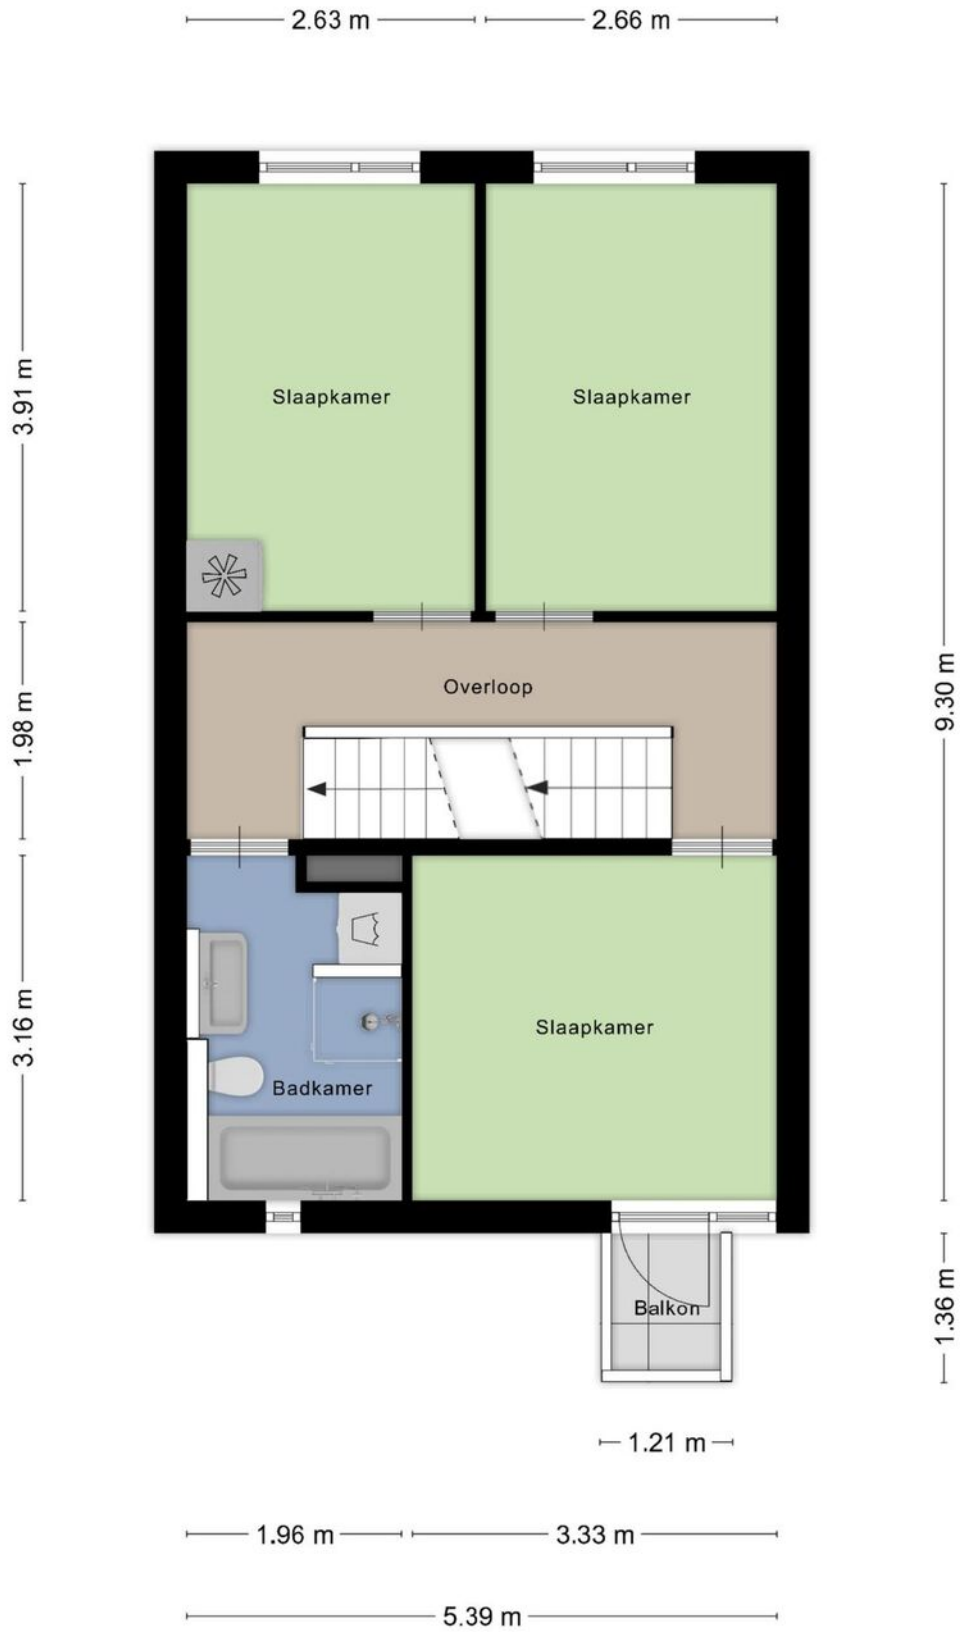 2.63 m
2.66 m
3.91 m
Slaapkamer
Slaapkamer
Overloop
1.98 m
9.30 m
3.16 m
Slaapkamer
Badkamer
Balkon
1.36 m
1.21 m
1.96 m
3.33 m
5.39 m